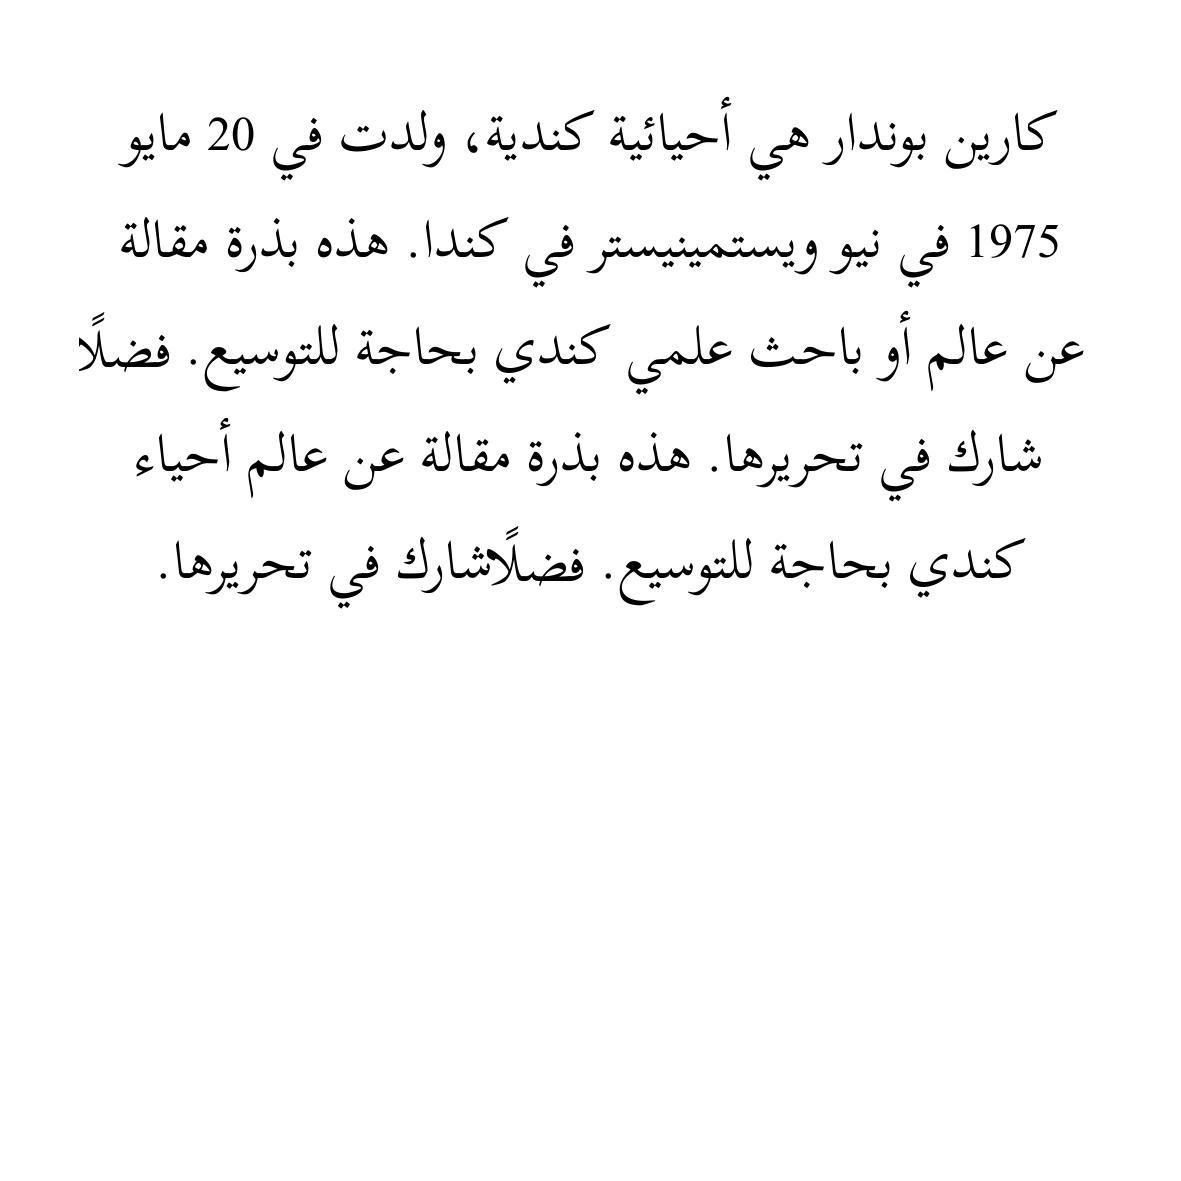 كارين بوندار هي أحيائية كندية، ولدت في 20 مايو
1975 في نيو ويستمينيستر في كندا. هذه بذرة مقالة
عن عالم أو باحث علمي كندي بحاجة للتوسيع. فضلًا
شارك في تحريرها. هذه بذرة مقالة عن عالم أحياء
كندي بحاجة للتوسيع. فضلًاشارك في تحريرها.